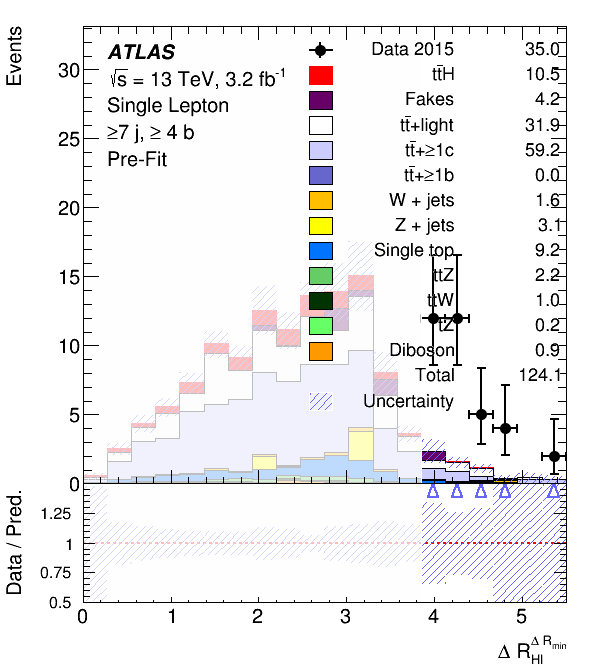 Events
ATLAS
√s = 13 TeV, 3.2 fb-1
Single Lepton
≥7 j, ≥ 4 b
Pre-Fit
Data 2015 35.0
tt̄H 10.5
Fakes 4.2
tt̄+light 31.9
tt̄+≥1c 59.2
tt̄+≥1b 0.0
W + jets 1.6
Z + jets 3.1
Single top 9.2
ttZ 2.2
ttW 1.0
tZ 0.2
Diboson 0.9
Total 124.1
Uncertainty
30
25
20
15
10
5
0
Data / Pred.
1.25
1
0.75
0.5
0 1 2 3 4 5
Δ R HI Δ R min